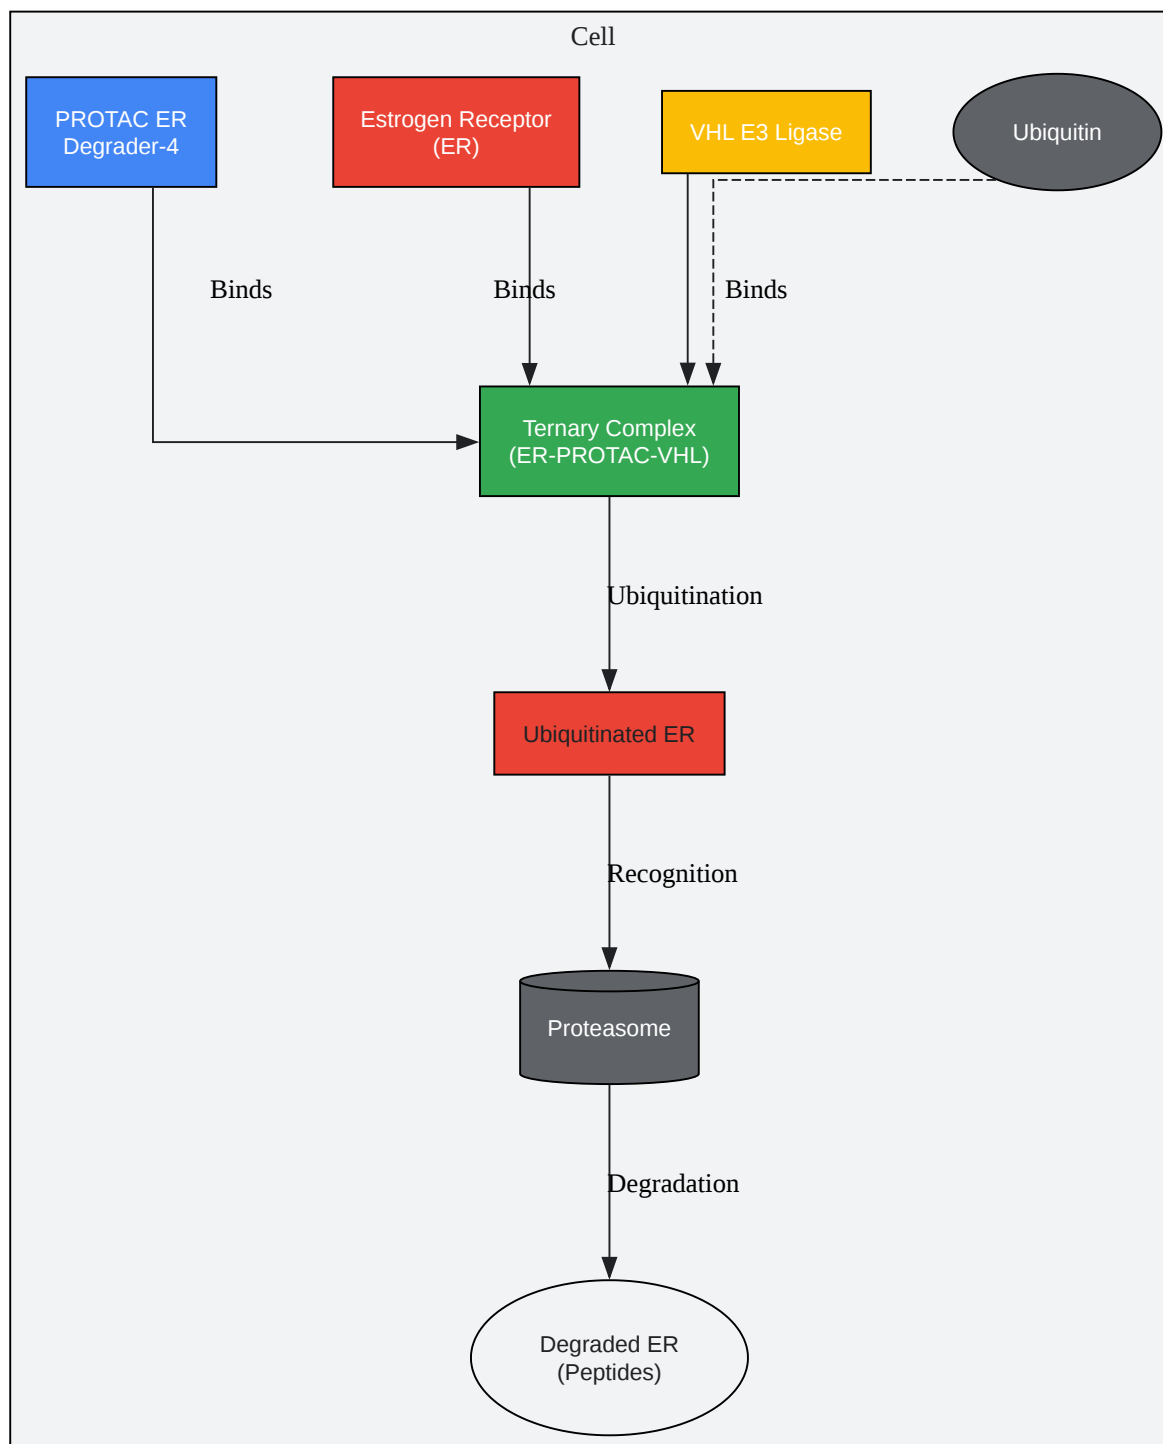 Cell
PROTAC ER
Degrader-4
Estrogen Receptor
(ER)
VHL E3 Ligase
Ubiquitin
Binds
Binds
Binds
Ternary Complex
(ER-PROTAC-VHL)
Ubiquitination
Ubiquitinated ER
Recognition
Proteasome
Degradation
Degraded ER
(Peptides)